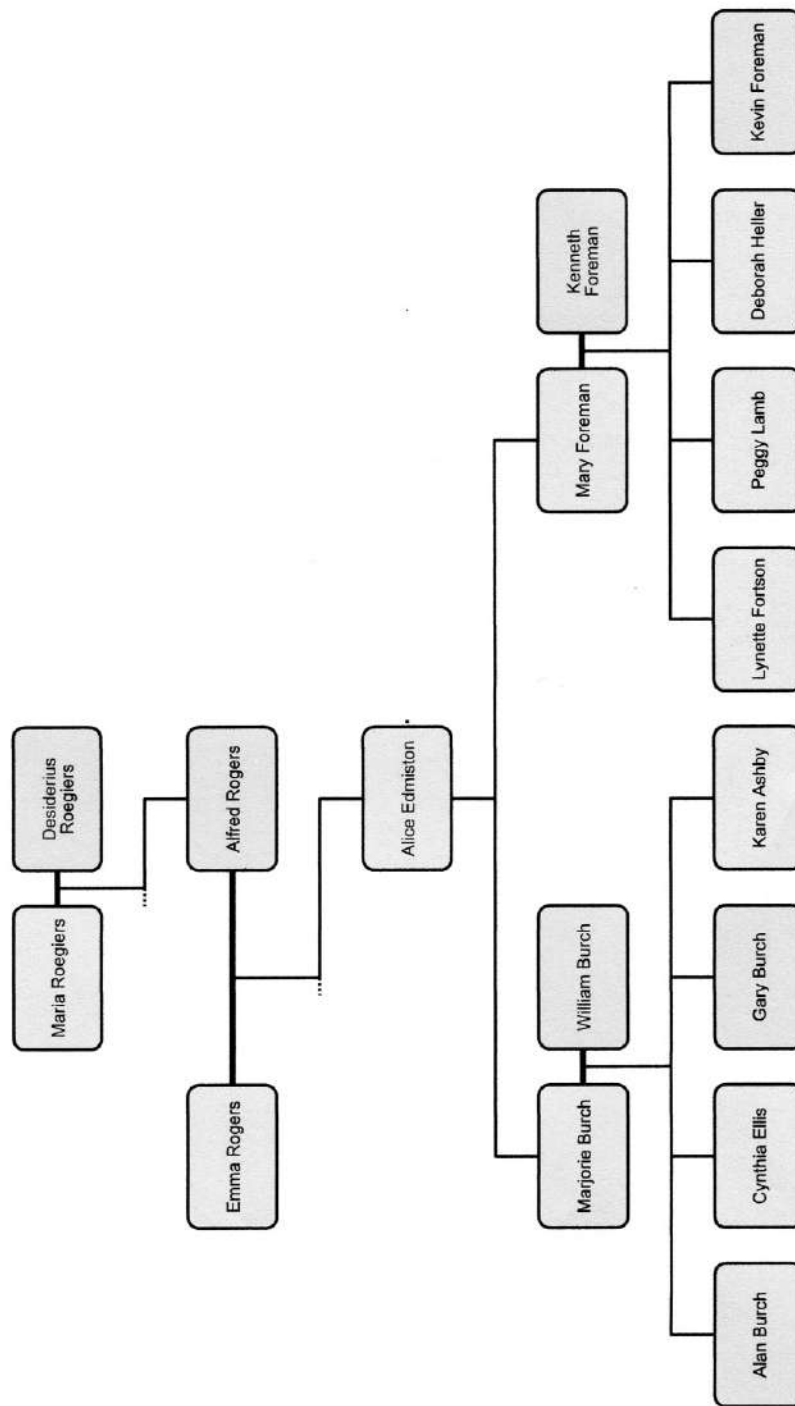 Maria Roegiers
Desiderius
Roegiers
Emma Rogers
Alfred Rogers
Alice Edmiston
Marjorie Burch
William Burch
Mary Foreman
Kenneth
Foreman
Alan Burch
Cynthia Ellis
Gary Burch
Karen Ashby
Lynette Fortson
Peggy Lamb
Deborah Heller
Kevin Foreman